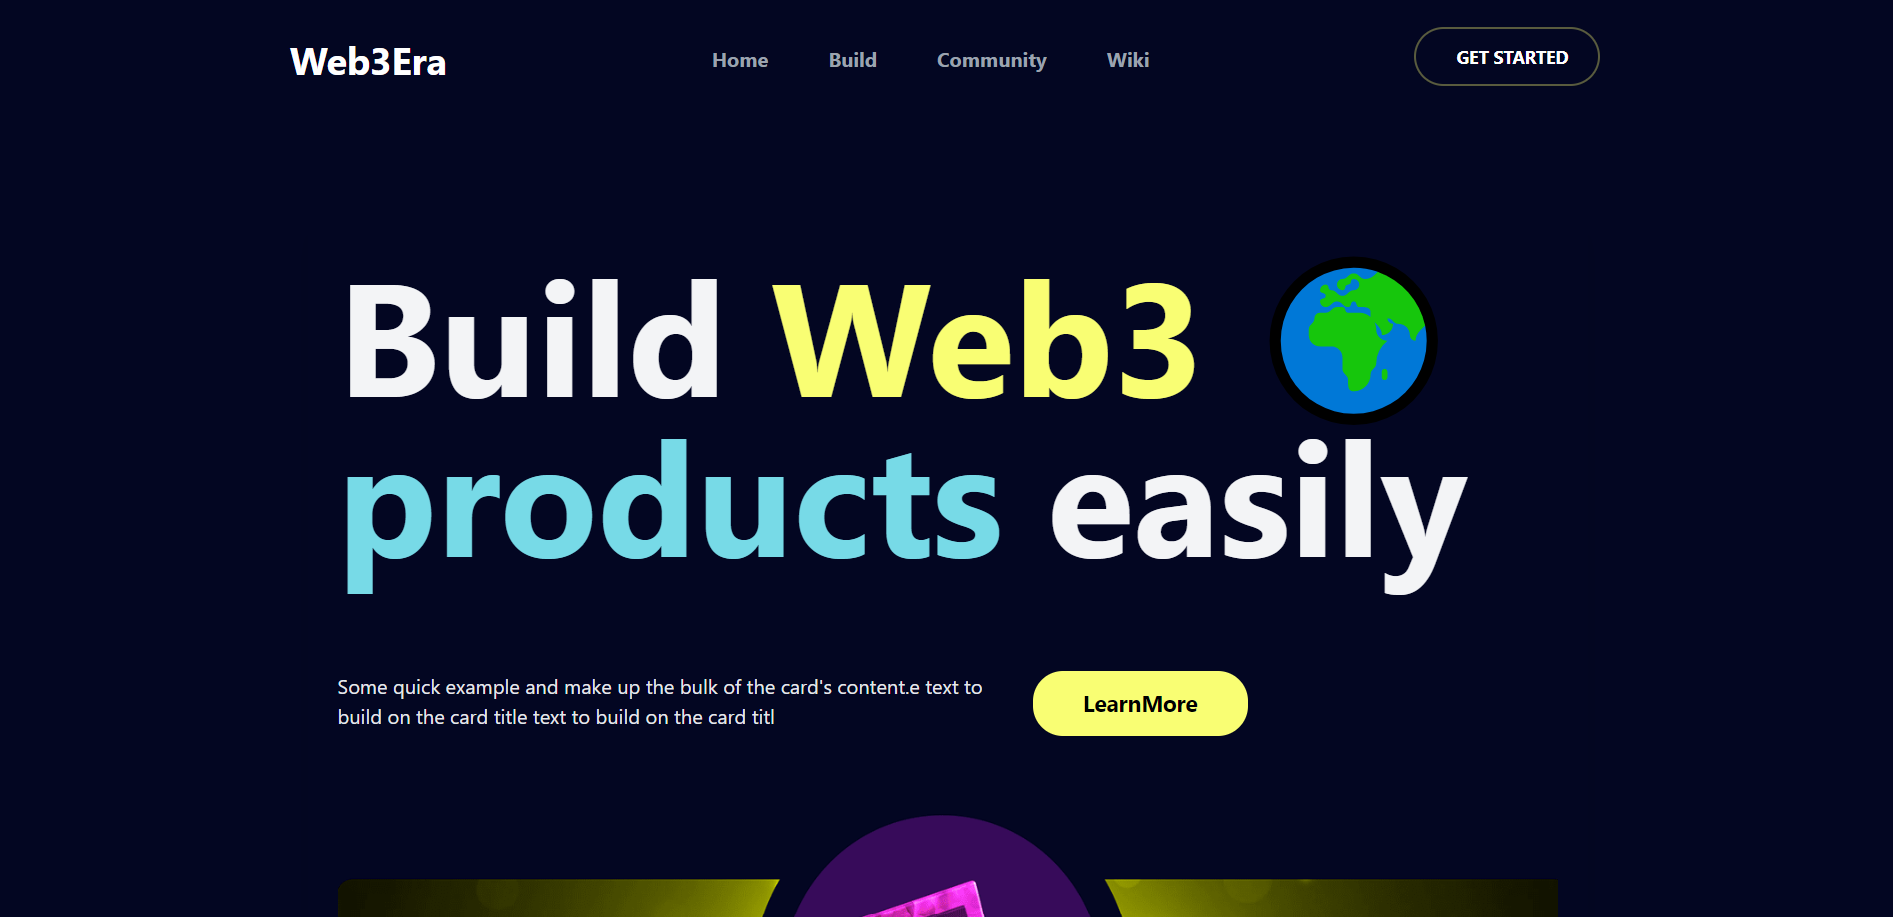 Web3Era
Home Build Community Wiki
GET STARTED
Build Web3
products easily
Some quick example and make up the bulk of the card's content.e text to
build on the card title text to build on the card titl
LearnMore